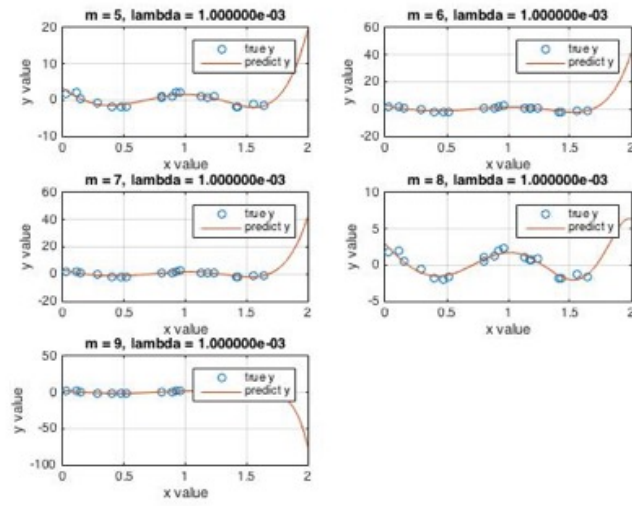 m = 5, lambda = 1.000000e-03
20
10
0
-10
y value
true y
predict y
0
0.5
1
1.5
2
x value
m = 6, lambda = 1.000000e-03
60
40
20
0
-20
y value
true y
predict y
0
0.5
1
1.5
2
x value
m = 7, lambda = 1.000000e-03
60
40
20
0
-20
y value
true y
predict y
0
0.5
1
1.5
2
x value
m = 8, lambda = 1.000000e-03
10
5
0
-5
y value
true y
predict y
0
0.5
1
1.5
2
x value
m = 9, lambda = 1.000000e-03
50
0
-50
-100
y value
true y
predict y
0
0.5
1
1.5
2
x value